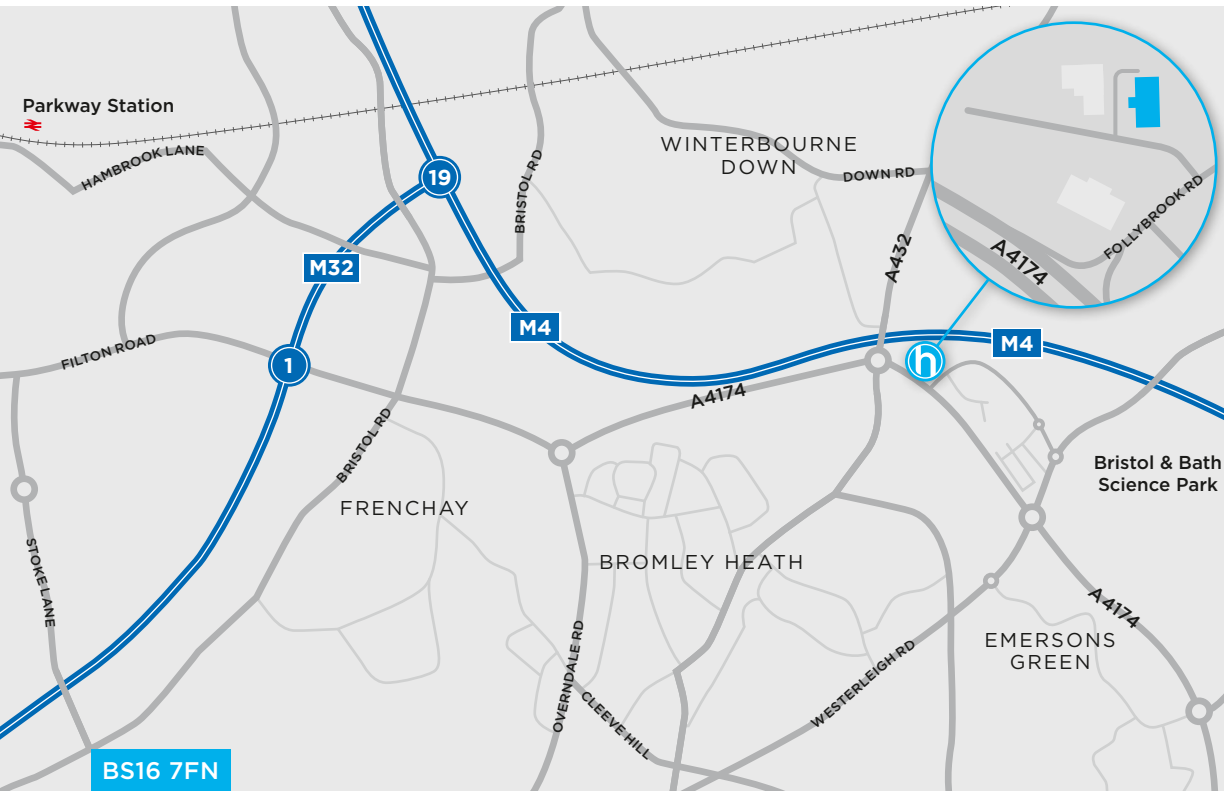 Parkway Station
HAMBROOK LANE
BRISTOL RD
WINTERBOURNE
DOWN
DOWN RD
A432
FOLLYBROOK RD
A4174
19
M32
M4
M4
h
1
FILTON ROAD
A4174
BRISTOL RD
Bristol & Bath
Science Park
FRENCHAY
BROMLEY HEATH
STOKE LANE
A4174
EMERSONS
GREEN
OVERNDALE RD
CLEEVE HILL
WESTERLEIGH RD
BS16 7FN